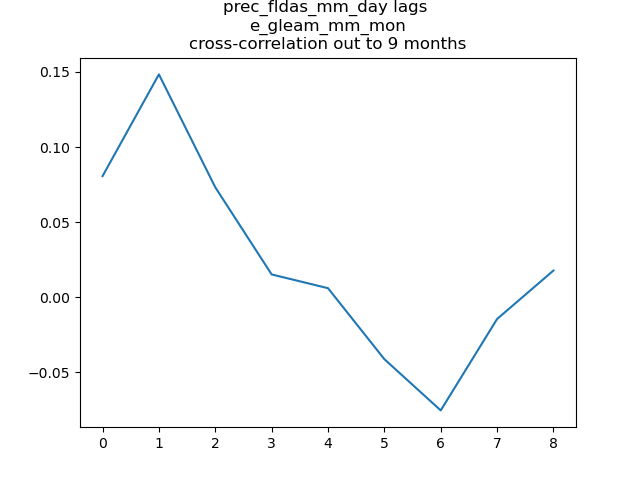 prec_fldas_mm_day lags
e_gleam_mm_mon
cross-correlation out to 9 months
0.15
0.10
0.05
0.00
−0.05
0 1 2 3 4 5 6 7 8